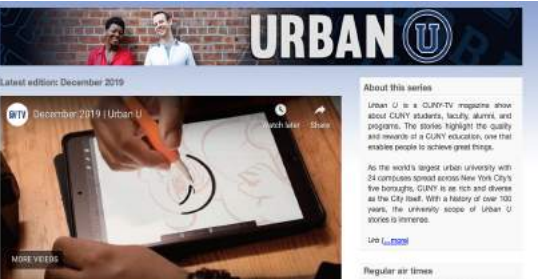 URBAN U
Latest edition: December 2019
December 2019 | Urban U
Watch later
Share
MORE VIDEOS
About this series
Urban U is a CUNY-TV magazine show
about CUNY students, faculty, alumni, and
programs. The stories highlight the quality
and rewards of a CUNY education, one that
enables people to achieve great things.
As the world's largest urban university with
24 campuses spread across New York City's
five boroughs, CUNY is as rich and diverse
as the City itself. With a history of over 100
years, the university scope of Urban U
stories is immense.
(...more)
Regular air times